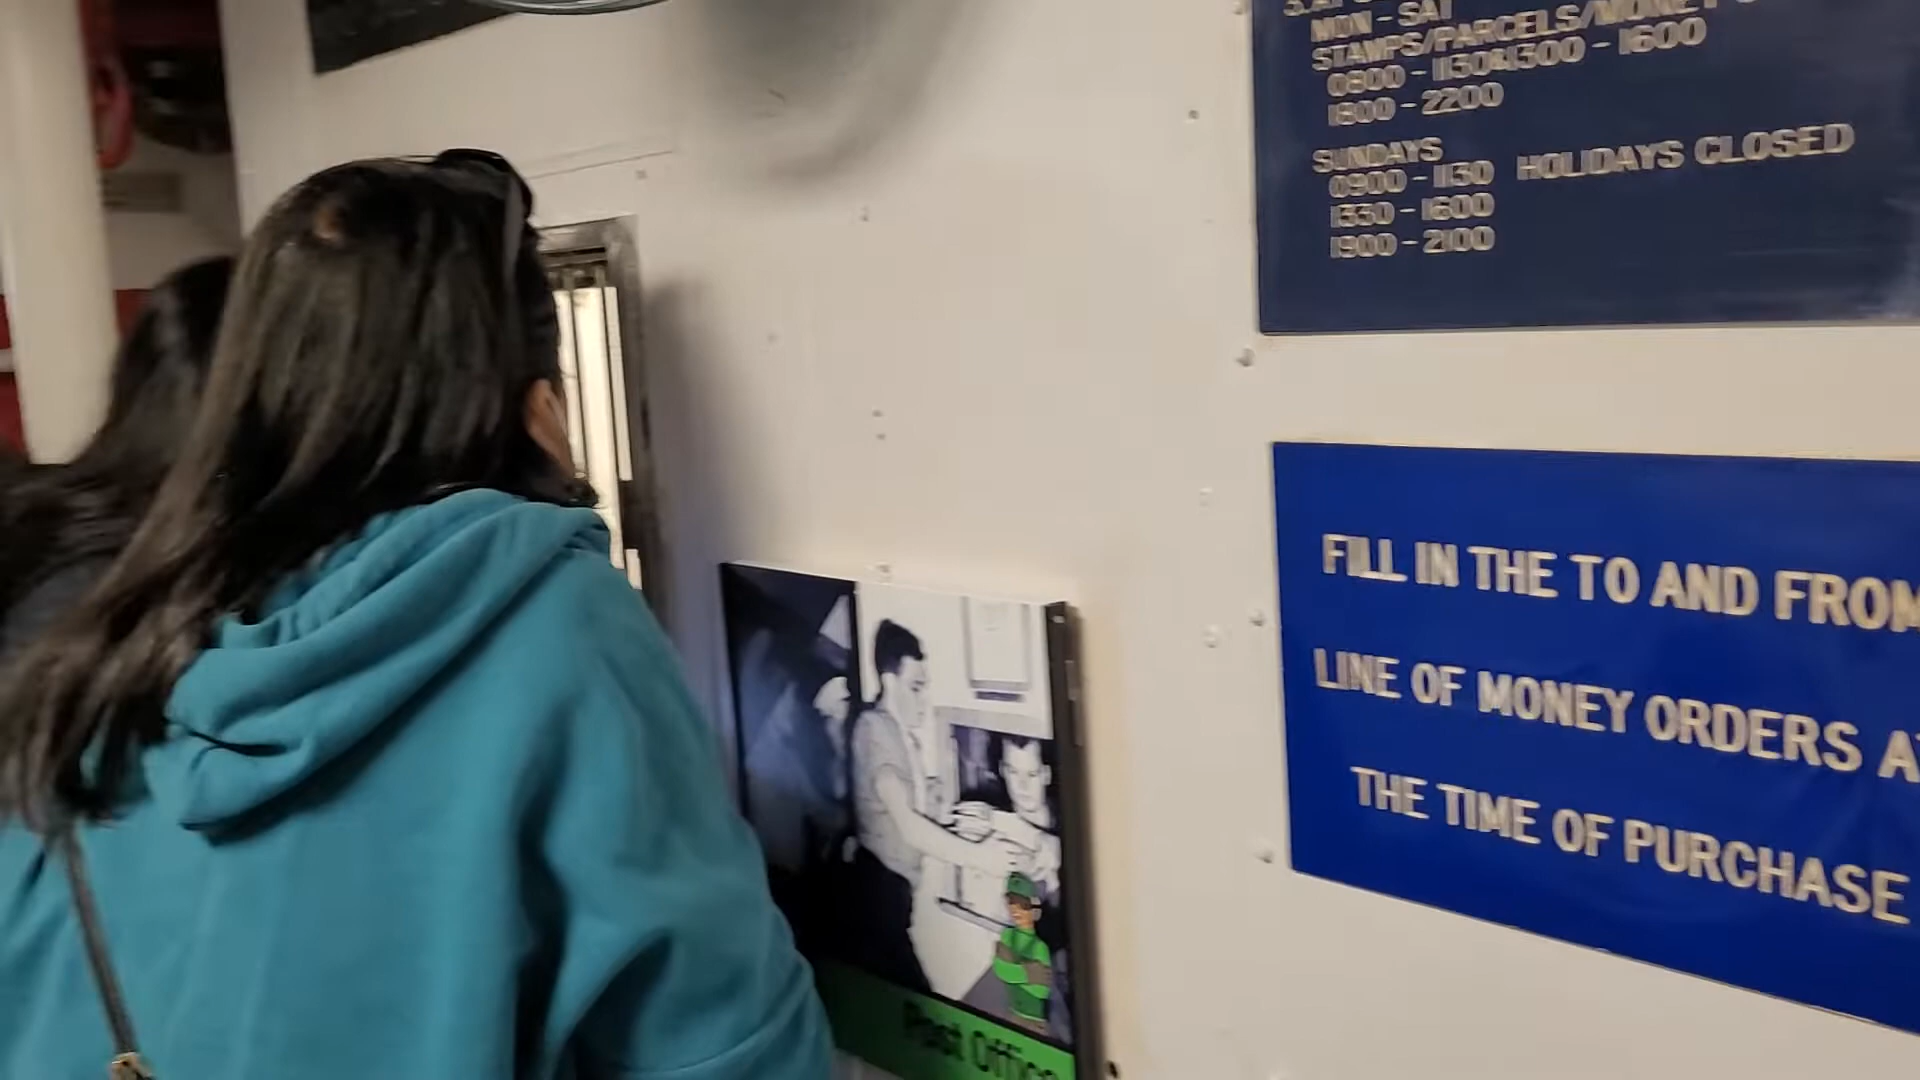 MON - SAT
STAMPS/PARCELS/MONEY
0800 - 1130&1300 - 1600
1800 - 2200
SUNDAYS
0900 - 1130 HOLIDAYS CLOSED
1330 - 1600
1900 - 2100
FILL IN THE TO AND FROM
LINE OF MONEY ORDERS
THE TIME OF PURCHASE
Post Office